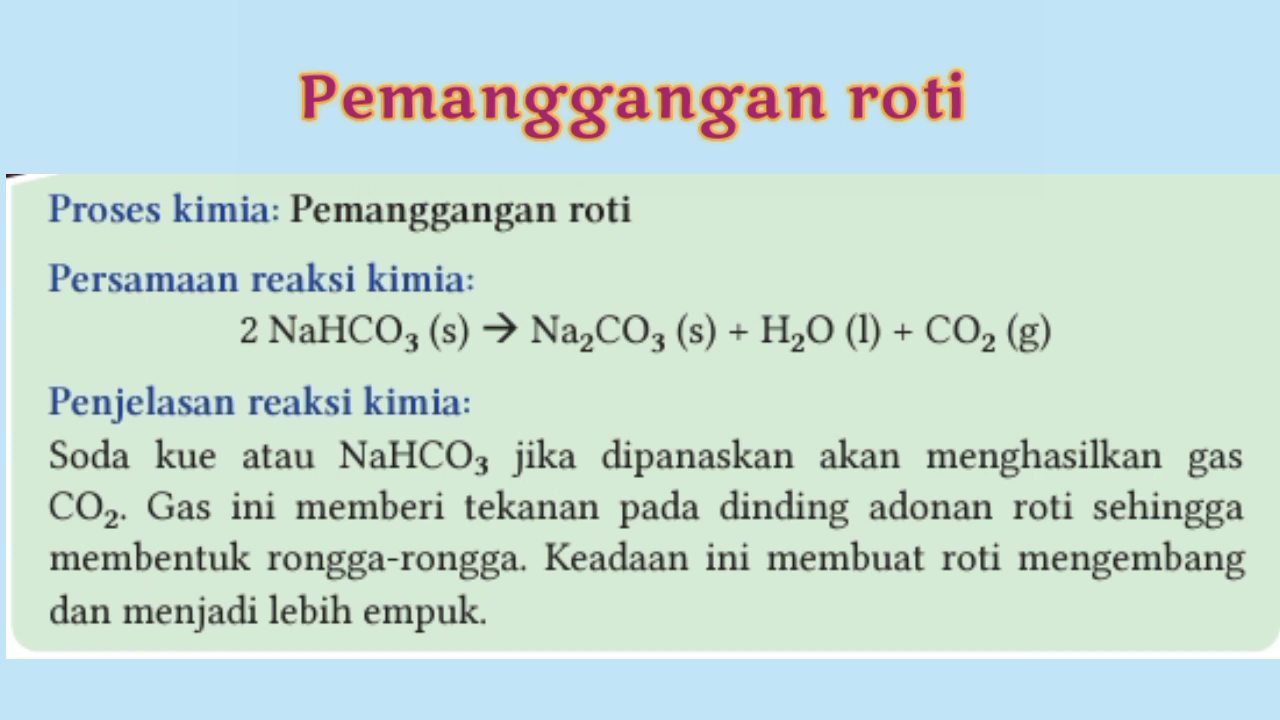 Pemanggangan roti
Proses kimia: Pemanggangan roti
Persamaan reaksi kimia:
2 NaHCO₃ (s) → Na₂CO₃ (s) + H₂O (l) + CO₂ (g)
Penjelasan reaksi kimia:
Soda kue atau NaHCO₃ jika dipanaskan akan menghasilkan gas
CO₂. Gas ini memberi tekanan pada dinding adonan roti sehingga
membentuk rongga-rongga. Keadaan ini membuat roti mengembang
dan menjadi lebih empuk.